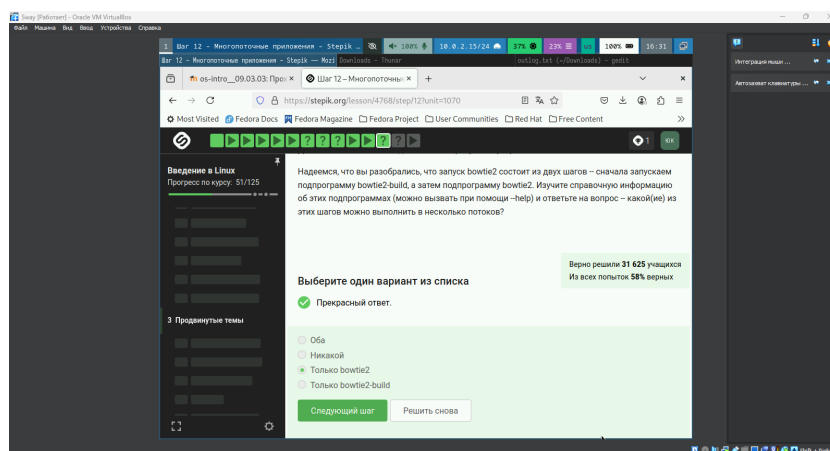 Sway [Работает] - Oracle VM VirtualBox
Файл Машина Вид Ввод Устройства Справка
1 Шаг 12 - Многопоточные приложения - Stepik … 100% 10.0.2.15/24 37% 23% us 100% 16:31
Шаг 12 - Многопоточные приложения - Stepik — Mozi Downloads - Thunar outlog.txt (~/Downloads) - gedit
os-intro__09.03.03: Про × Шаг 12 – Многопоточны × +
https://stepik.org/lesson/4768/step/12?unit=1070
Most Visited Fedora Docs Fedora Magazine Fedora Project User Communities Red Hat Free Content
1 ЮК
Введение в Linux
Прогресс по курсу: 51/125
3 Продвинутые темы
Надеемся, что вы разобрались, что запуск bowtie2 состоит из двух шагов – сначала запускаем
подпрограмму bowtie2-build, а затем подпрограмму bowtie2. Изучите справочную информацию
об этих подпрограммах (можно вызвать при помощи --help) и ответьте на вопрос – какой(ие) из
этих шагов можно выполнить в несколько потоков?
Верно решили 31 625 учащихся
Из всех попыток 58% верных
Выберите один вариант из списка
Прекрасный ответ.
Оба
Никакой
Только bowtie2
Только bowtie2-build
Следующий шаг Решить снова
Интеграция мыши ...
Автозахват клавиатуры ...